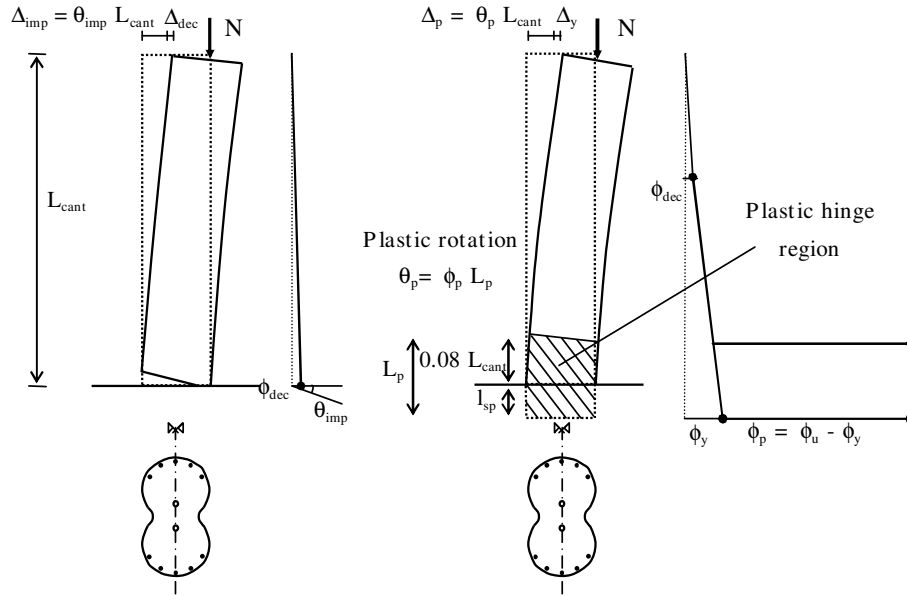 Δimp = θimp Lcant
Δdec
N
Lcant
ϕdec
θimp
Δp = θp Lcant
Δy
N
Plastic rotation
θp = ϕp Lp
Lp
0.08 Lcant
lsp
ϕdec
Plastic hinge
region
ϕy
ϕp = ϕu - ϕy